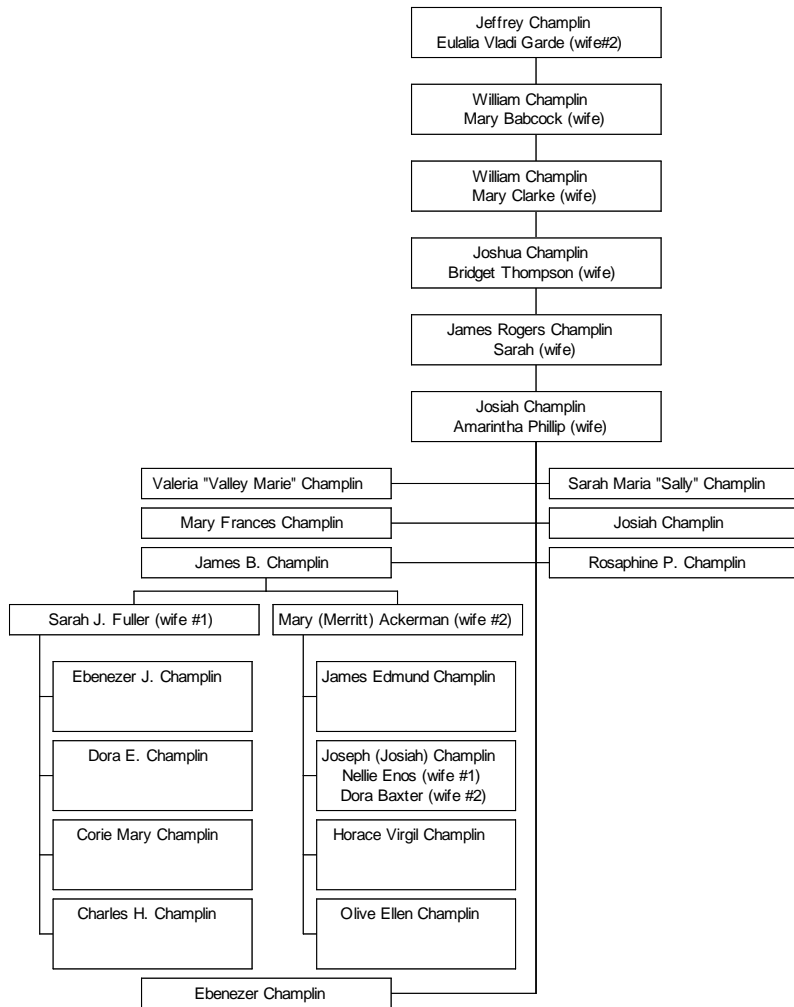 Jeffrey Champlin
Eulalia Vladi Garde (wife#2)
William Champlin
Mary Babcock (wife)
William Champlin
Mary Clarke (wife)
Joshua Champlin
Bridget Thompson (wife)
James Rogers Champlin
Sarah (wife)
Josiah Champlin
Amarintha Phillip (wife)
Valeria "Valley Marie" Champlin
Sarah Maria "Sally" Champlin
Mary Frances Champlin
Josiah Champlin
James B. Champlin
Rosaphine P. Champlin
Sarah J. Fuller (wife #1)
Mary (Merritt) Ackerman (wife #2)
Ebenezer J. Champlin
James Edmund Champlin
Dora E. Champlin
Joseph (Josiah) Champlin
Nellie Enos (wife #1)
Dora Baxter (wife #2)
Corie Mary Champlin
Horace Virgil Champlin
Charles H. Champlin
Olive Ellen Champlin
Ebenezer Champlin